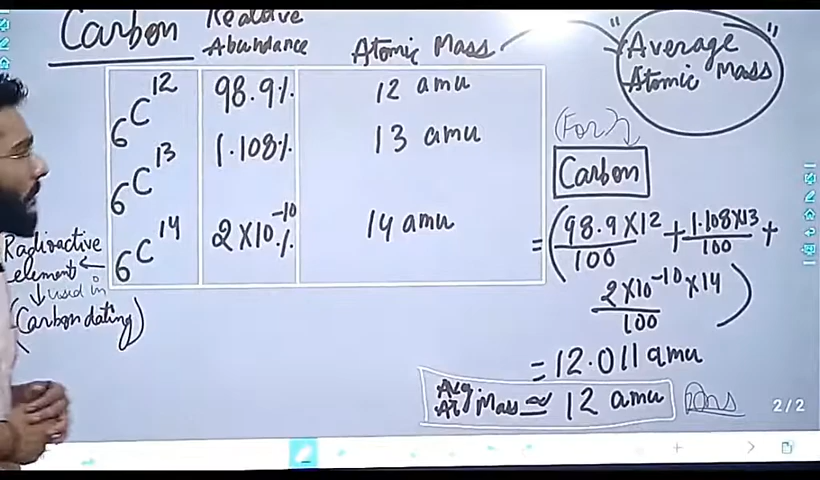 Carbon
Relative
Abundance
Atomic Mass
"Average
Atomic Mass"
₆C¹² 98.9% 12 amu
₆C¹³ 1.108% 13 amu
₆C¹⁴ 2×10⁻¹⁰% 14 amu
Radioactive
element
used in
(Carbon dating)
(For)
Carbon
= (98.9×12/100 + 1.108×13/100 +
2×10⁻¹⁰×14/100)
= 12.011 amu
Avg
At Mass ≃ 12 amu Ans
2/2